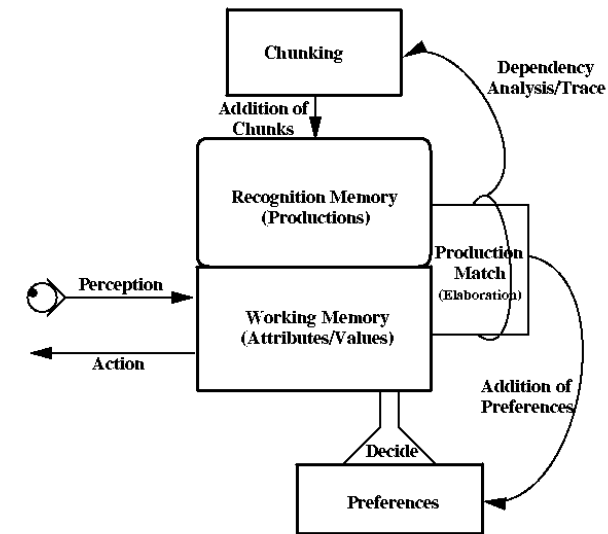 Chunking
Dependency
Analysis/Trace
Addition of
Chunks
Recognition Memory
(Productions)
Production
Match
(Elaboration)
Perception
Working Memory
(Attributes/Values)
Action
Addition of
Preferences
Decide
Preferences